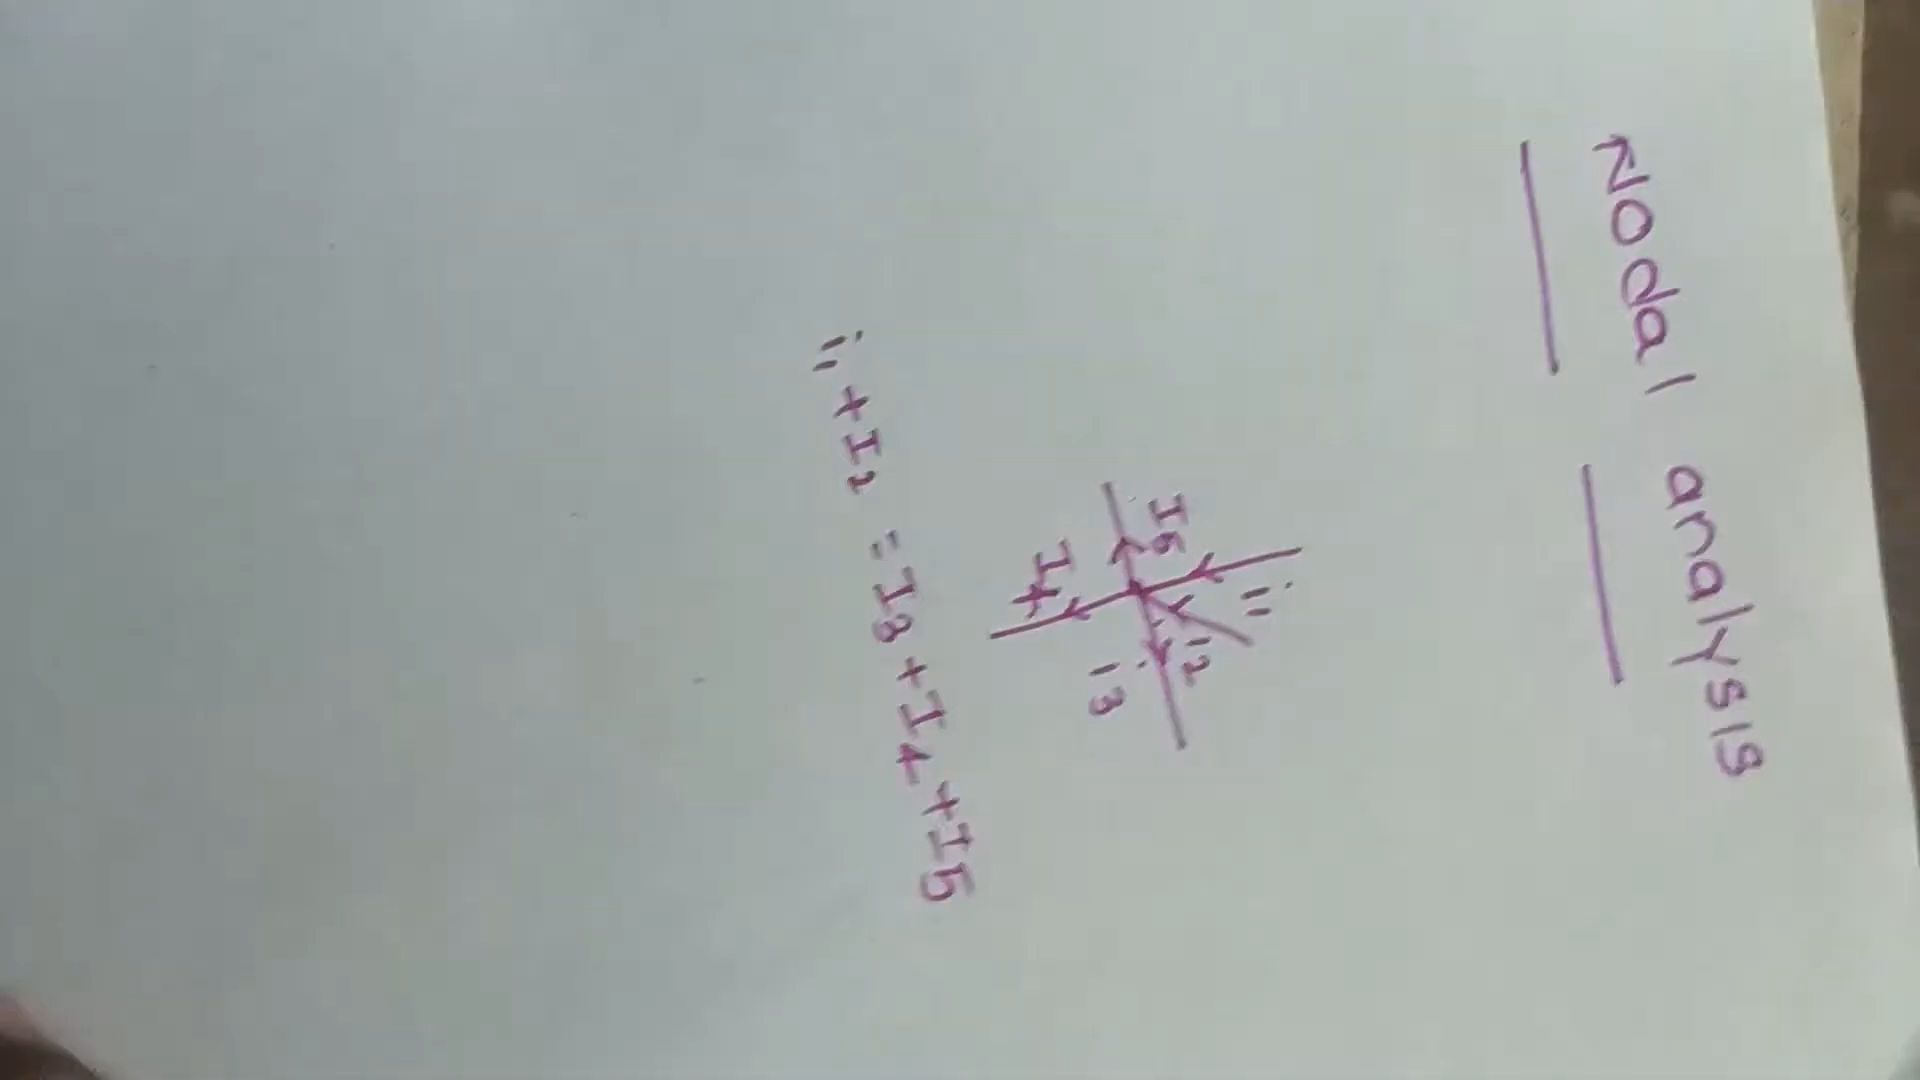 Nodal analysis
i1
i2
I5
i3
I4
i1 + I2 = I3 + I4 + I5